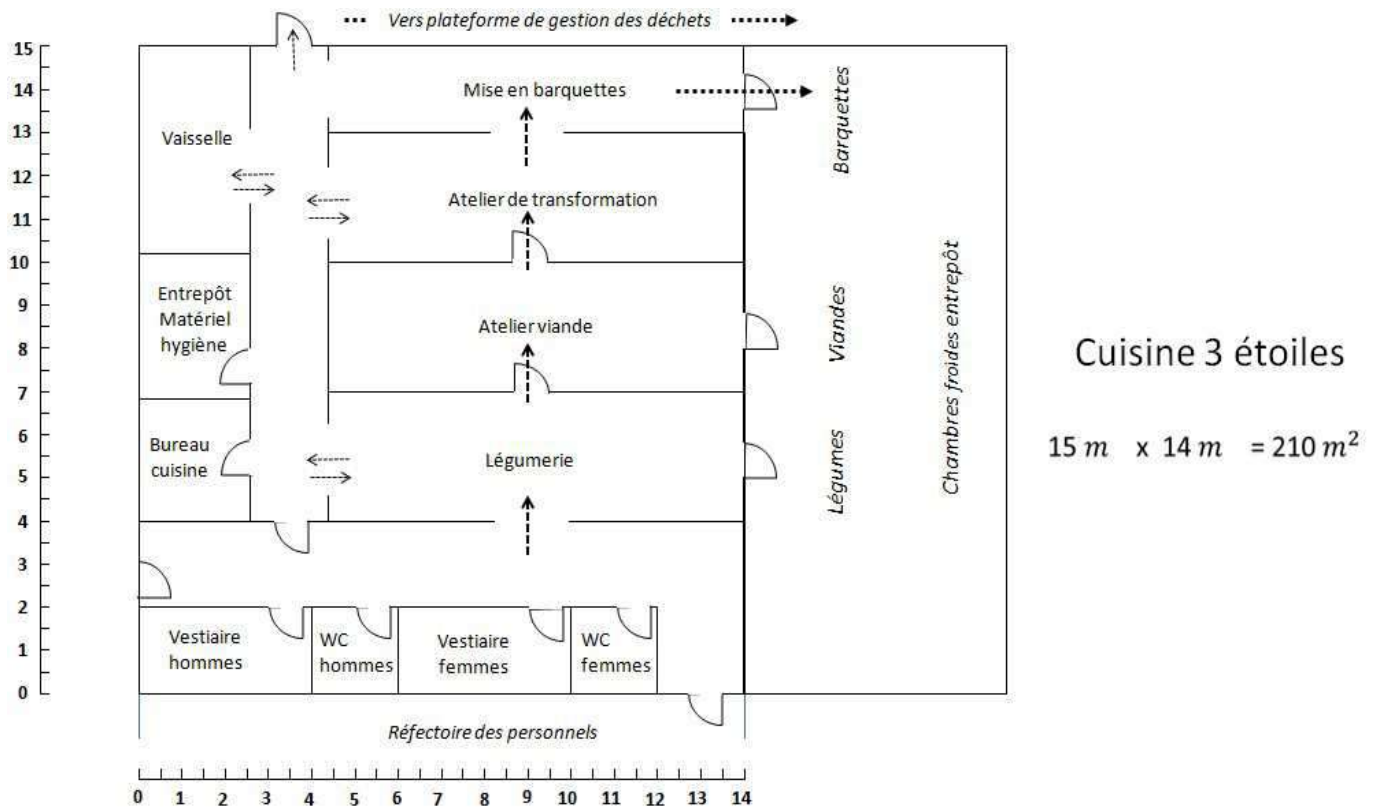 Vers plateforme de gestion des déchets
15
14
13
12
11
10
9
8
7
6
5
4
3
2
1
0
Mise en barquettes
Barquettes
Vaisselle
Atelier de transformation
Entrepôt
Matériel
hygiène
Atelier viande
Viandes
Chambres froides entrepôt
Bureau
cuisine
Légumerie
Légumes
Vestiaire
hommes
WC
hommes
Vestiaire
femmes
WC
femmes
Réfectoire des personnels
0 1 2 3 4 5 6 7 8 9 10 11 12 13 14
Cuisine 3 étoiles
15 m x 14 m = 210 m²